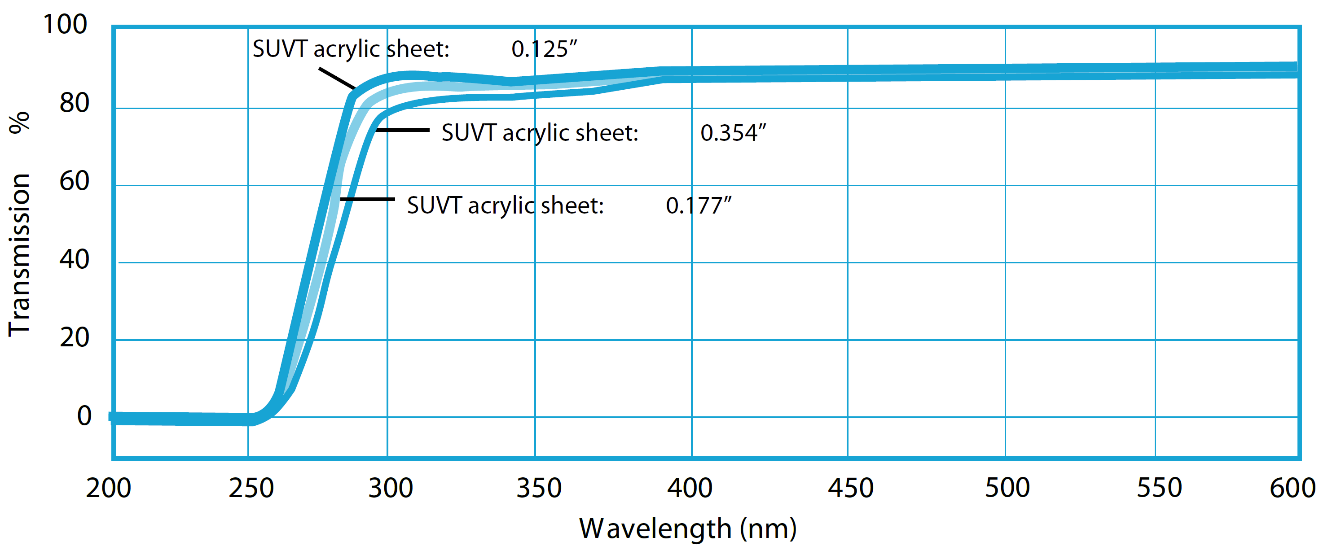 100
80
60
40
20
0
Transmission %
SUVT acrylic sheet: 0.125”
SUVT acrylic sheet: 0.354”
SUVT acrylic sheet: 0.177”
200 250 300 350 400 450 500 550 600
Wavelength (nm)